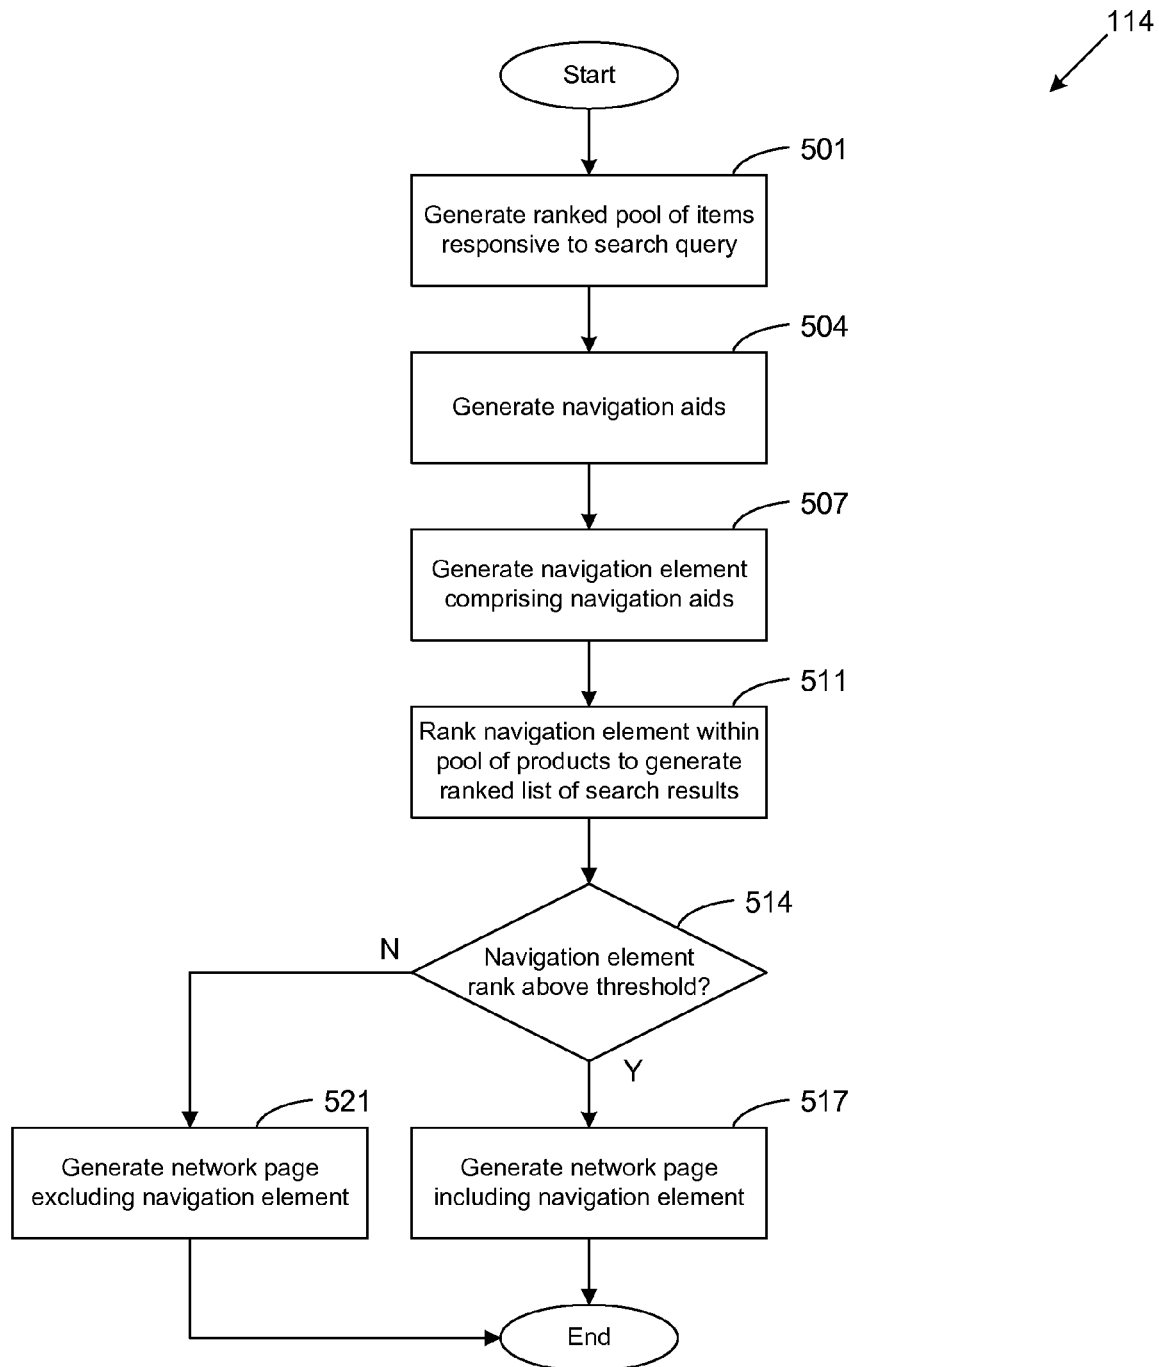 114
Start
501
Generate ranked pool of items
responsive to search query
504
Generate navigation aids
507
Generate navigation element
comprising navigation aids
511
Rank navigation element within
pool of products to generate
ranked list of search results
514
Navigation element
rank above threshold?
N
Y
521
Generate network page
excluding navigation element
517
Generate network page
including navigation element
End